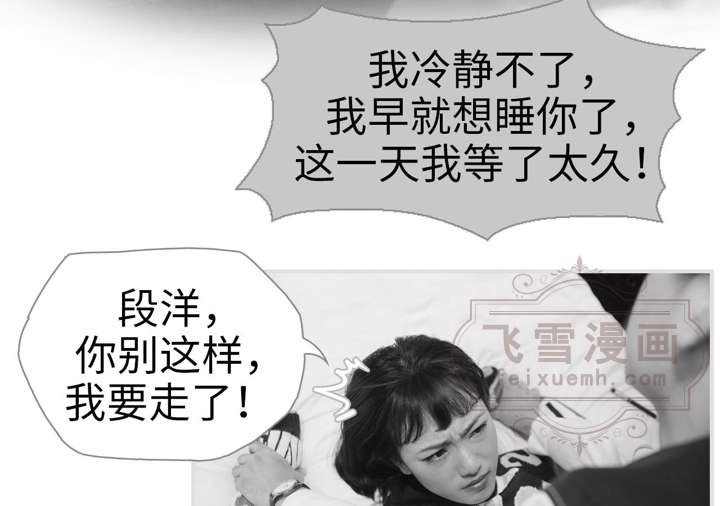 我冷静不了，
我早就想睡你了，
这一天我等了太久！
段洋，
你别这样，
我要走了！
飞雪漫画
feixuemh.com